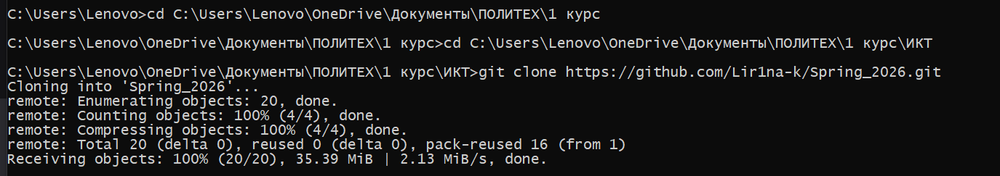 C:\Users\Lenovo>cd C:\Users\Lenovo\OneDrive\Документы\ПОЛИТЕХ\1 курс
C:\Users\Lenovo\OneDrive\Документы\ПОЛИТЕХ\1 курс>cd C:\Users\Lenovo\OneDrive\Документы\ПОЛИТЕХ\1 курс\ИКТ
C:\Users\Lenovo\OneDrive\Документы\ПОЛИТЕХ\1 курс\ИКТ>git clone https://github.com/Lir1na-k/Spring_2026.git
Cloning into 'Spring_2026'...
remote: Enumerating objects: 20, done.
remote: Counting objects: 100% (4/4), done.
remote: Compressing objects: 100% (4/4), done.
remote: Total 20 (delta 0), reused 0 (delta 0), pack-reused 16 (from 1)
Receiving objects: 100% (20/20), 35.39 MiB | 2.13 MiB/s, done.